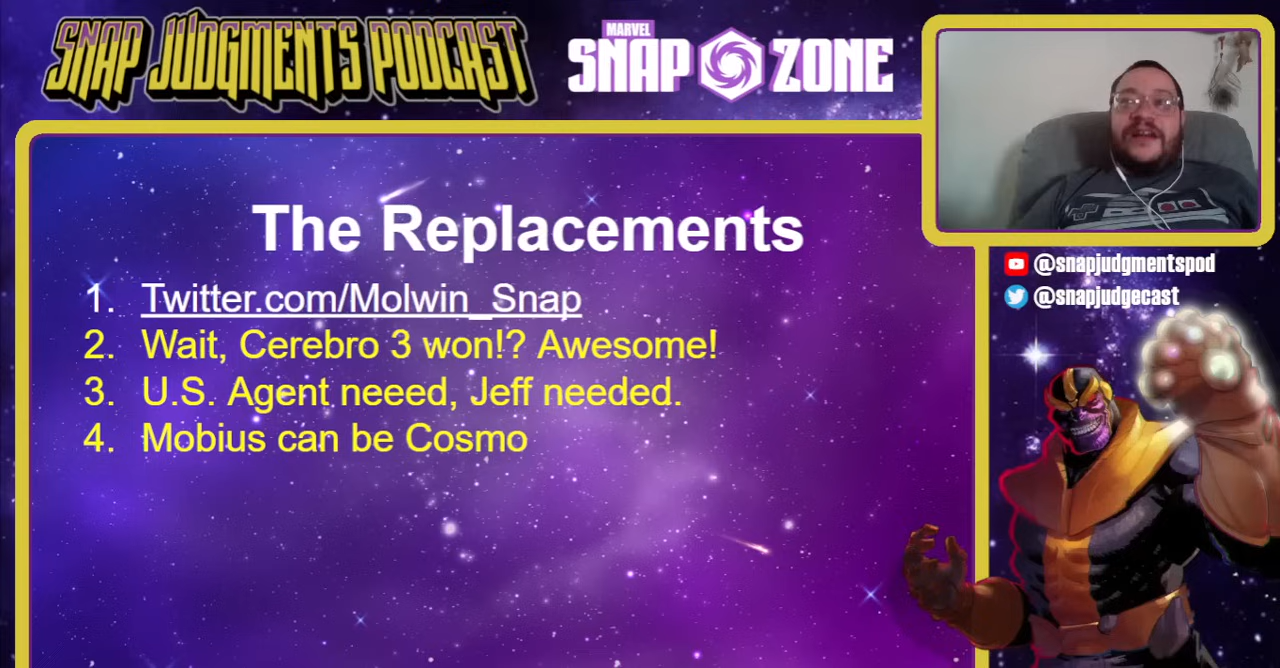 SNAP JUDGMENTS PODCAST
MARVEL
SNAP ZONE
The Replacements
1. Twitter.com/Molwin_Snap
2. Wait, Cerebro 3 won!? Awesome!
3. U.S. Agent neeed, Jeff needed.
4. Mobius can be Cosmo
@snapjudgmentspod
@snapjudgecast